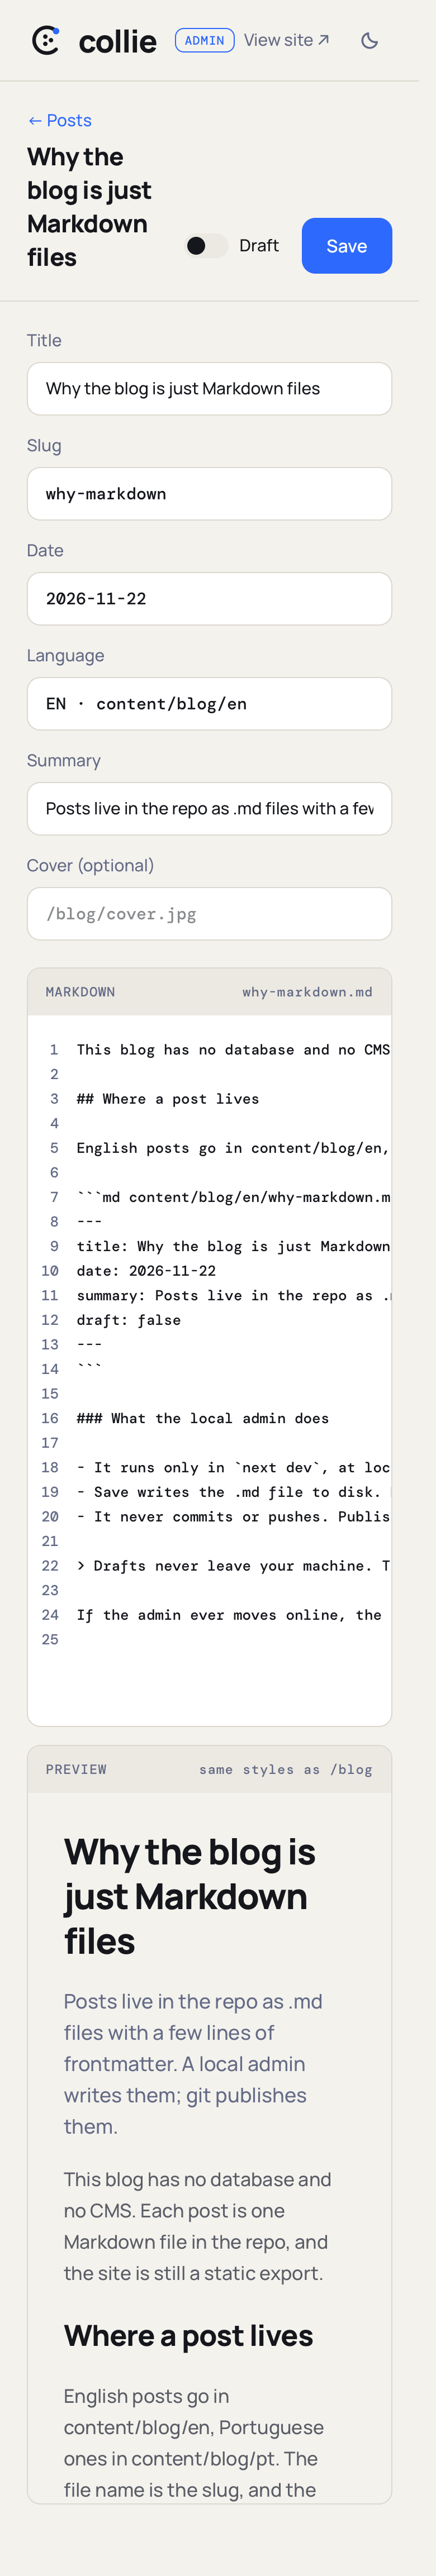 collie ADMIN View site ↗
← Posts
Why the
blog is just
Markdown
files
Draft Save
Title
Why the blog is just Markdown files
Slug
why-markdown
Date
2026-11-22
Language
EN · content/blog/en
Summary
Posts live in the repo as .md files with a few
Cover (optional)
/blog/cover.jpg
MARKDOWN why-markdown.md
1 This blog has no database and no CMS
2
3 ## Where a post lives
4
5 English posts go in content/blog/en,
6
7 ```md content/blog/en/why-markdown.m
8 ---
9 title: Why the blog is just Markdown
10 date: 2026-11-22
11 summary: Posts live in the repo as .
12 draft: false
13 ---
14 ```
15
16 ### What the local admin does
17
18 - It runs only in `next dev`, at loc
19 - Save writes the .md file to disk.
20 - It never commits or pushes. Publis
21
22 > Drafts never leave your machine. T
23
24 If the admin ever moves online, the
25
PREVIEW same styles as /blog
Why the blog is
just Markdown
files
Posts live in the repo as .md
files with a few lines of
frontmatter. A local admin
writes them; git publishes
them.
This blog has no database and
no CMS. Each post is one
Markdown file in the repo, and
the site is still a static export.
Where a post lives
English posts go in
content/blog/en, Portuguese
ones in content/blog/pt. The
file name is the slug, and the